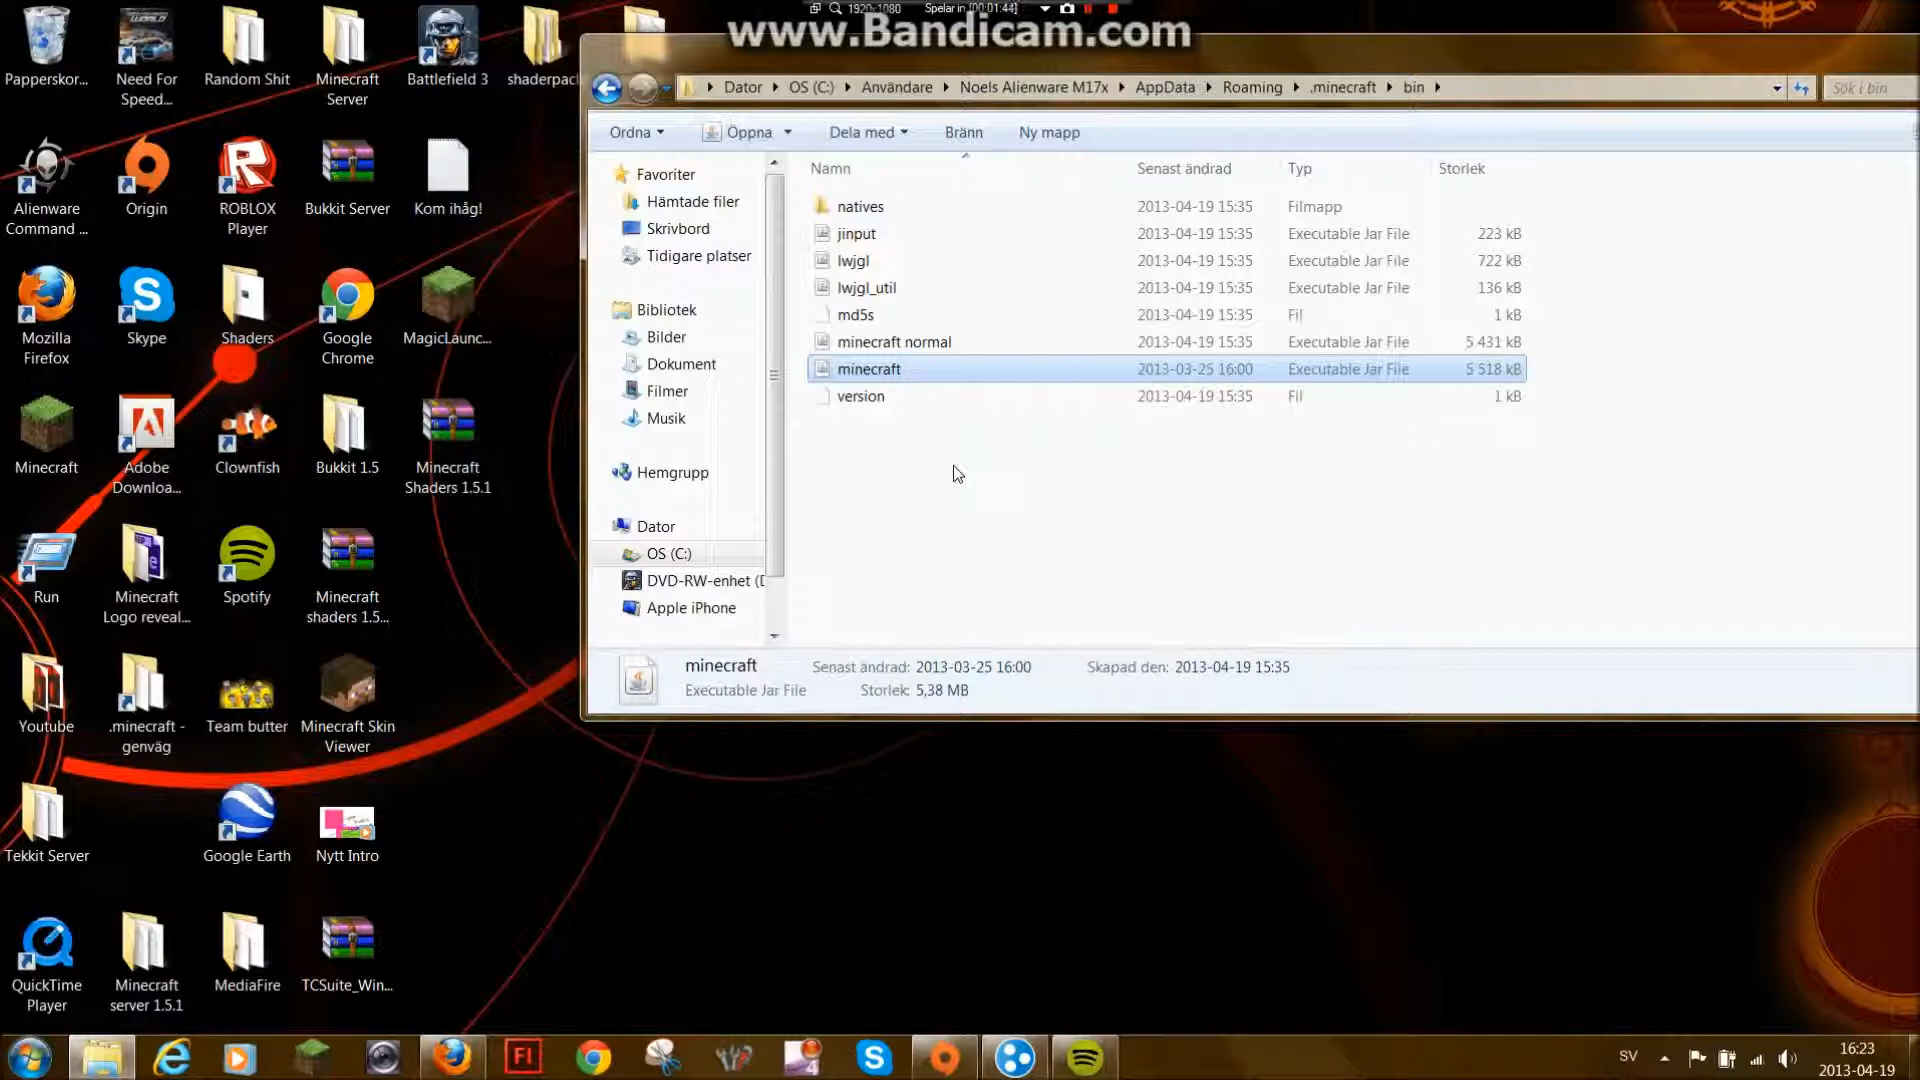 1920x1080 Spelar in [00:01:44]
www.Bandicam.com
Papperskor...
Need For
Speed...
Random Shit
Minecraft
Server
Battlefield 3
shaderpac
Alienware
Command ...
Origin
ROBLOX
Player
Bukkit Server
Kom ihåg!
Mozilla
Firefox
Skype
Shaders
Google
Chrome
MagicLaunc...
Minecraft
Adobe
Downloa...
Clownfish
Bukkit 1.5
Minecraft
Shaders 1.5.1
Run
Minecraft
Logo reveal...
Spotify
Minecraft
shaders 1.5...
Youtube
.minecraft -
genväg
Team butter
Minecraft Skin
Viewer
Tekkit Server
Google Earth
Nytt Intro
QuickTime
Player
Minecraft
server 1.5.1
MediaFire
TCSuite_Win...
Dator OS (C:) Användare Noels Alienware M17x AppData Roaming .minecraft bin
Sök i bin
Ordna Öppna Dela med Bränn Ny mapp
Favoriter
Hämtade filer
Skrivbord
Tidigare platser
Bibliotek
Bilder
Dokument
Filmer
Musik
Hemgrupp
Dator
OS (C:)
DVD-RW-enhet (D
Apple iPhone
Namn Senast ändrad Typ Storlek
natives 2013-04-19 15:35 Filmapp
jinput 2013-04-19 15:35 Executable Jar File 223 kB
lwjgl 2013-04-19 15:35 Executable Jar File 722 kB
lwjgl_util 2013-04-19 15:35 Executable Jar File 136 kB
md5s 2013-04-19 15:35 Fil 1 kB
minecraft normal 2013-04-19 15:35 Executable Jar File 5 431 kB
minecraft 2013-03-25 16:00 Executable Jar File 5 518 kB
version 2013-04-19 15:35 Fil 1 kB
minecraft Senast ändrad: 2013-03-25 16:00 Skapad den: 2013-04-19 15:35
Executable Jar File Storlek: 5,38 MB
SV
16:23
2013-04-19